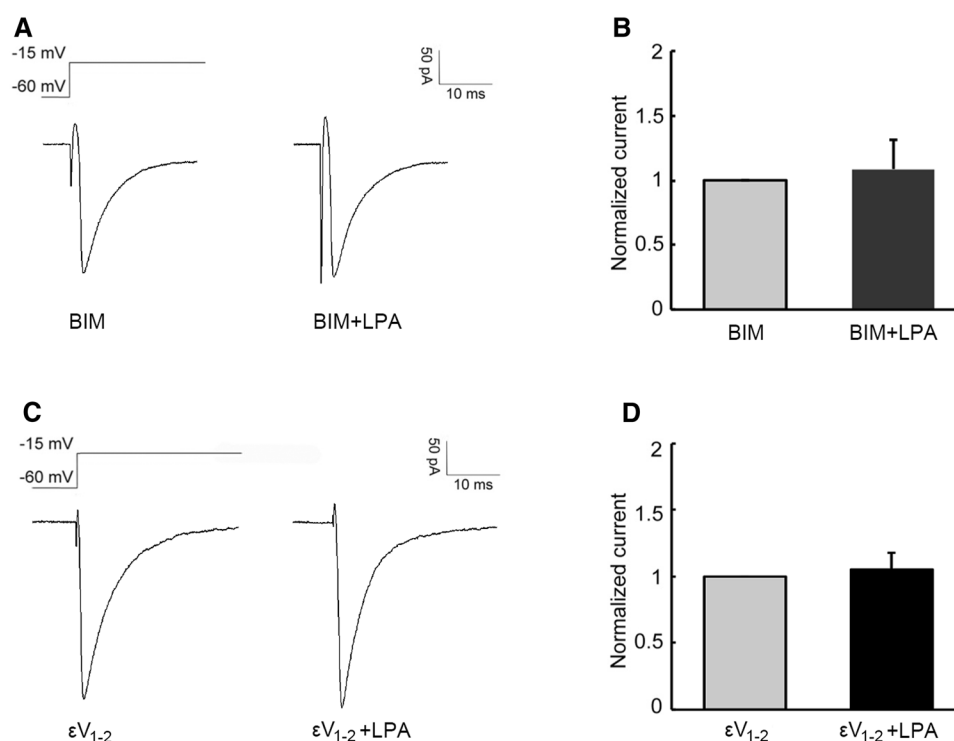 A
-15 mV
-60 mV
50 pA
10 ms
BIM
BIM+LPA
B
Normalized current
2
1.5
1
0.5
0
BIM
BIM+LPA
C
-15 mV
-60 mV
50 pA
10 ms
εV1-2
εV1-2+LPA
D
Normalized current
2
1.5
1
0.5
0
εV1-2
εV1-2+LPA